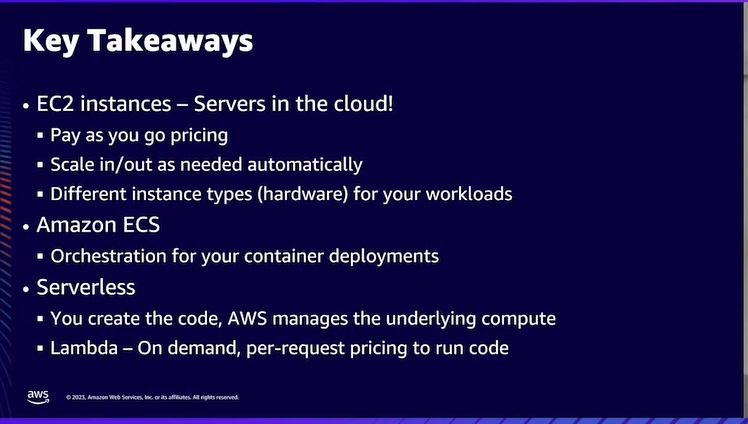 Key Takeaways
• EC2 instances – Servers in the cloud!
▪ Pay as you go pricing
▪ Scale in/out as needed automatically
▪ Different instance types (hardware) for your workloads
• Amazon ECS
▪ Orchestration for your container deployments
• Serverless
▪ You create the code, AWS manages the underlying compute
▪ Lambda – On demand, per-request pricing to run code
aws
© 2023, Amazon Web Services, Inc. or its affiliates. All rights reserved.